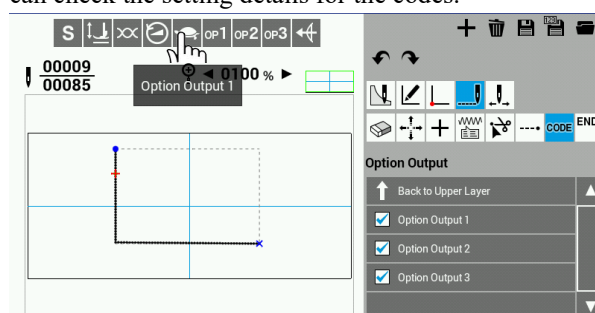 can check the setting details for the codes.
S OP1 OP2 OP3
00009
00085
0100 %
Option Output 1
123
CODE
END
Option Output
Back to Upper Layer
Option Output 1
Option Output 2
Option Output 3